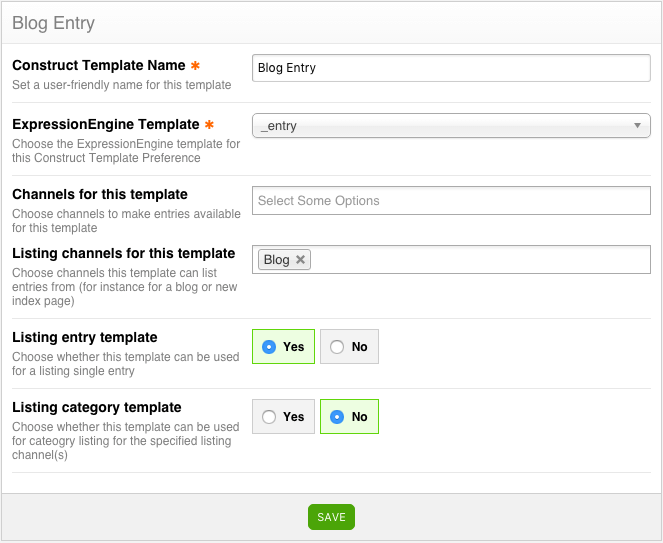 Blog Entry
Construct Template Name ✱
Set a user-friendly name for this template
Blog Entry
ExpressionEngine Template ✱
Choose the ExpressionEngine template for
this Construct Template Preference
_entry
Channels for this template
Choose channels to make entries available
for this template
Select Some Options
Listing channels for this template
Choose channels this template can list
entries from (for instance for a blog or new
index page)
Blog ×
Listing entry template
Choose whether this template can be used
for a listing single entry
Yes No
Listing category template
Choose whether this template can be used
for cateogry listing for the specified listing
channel(s)
Yes No
SAVE